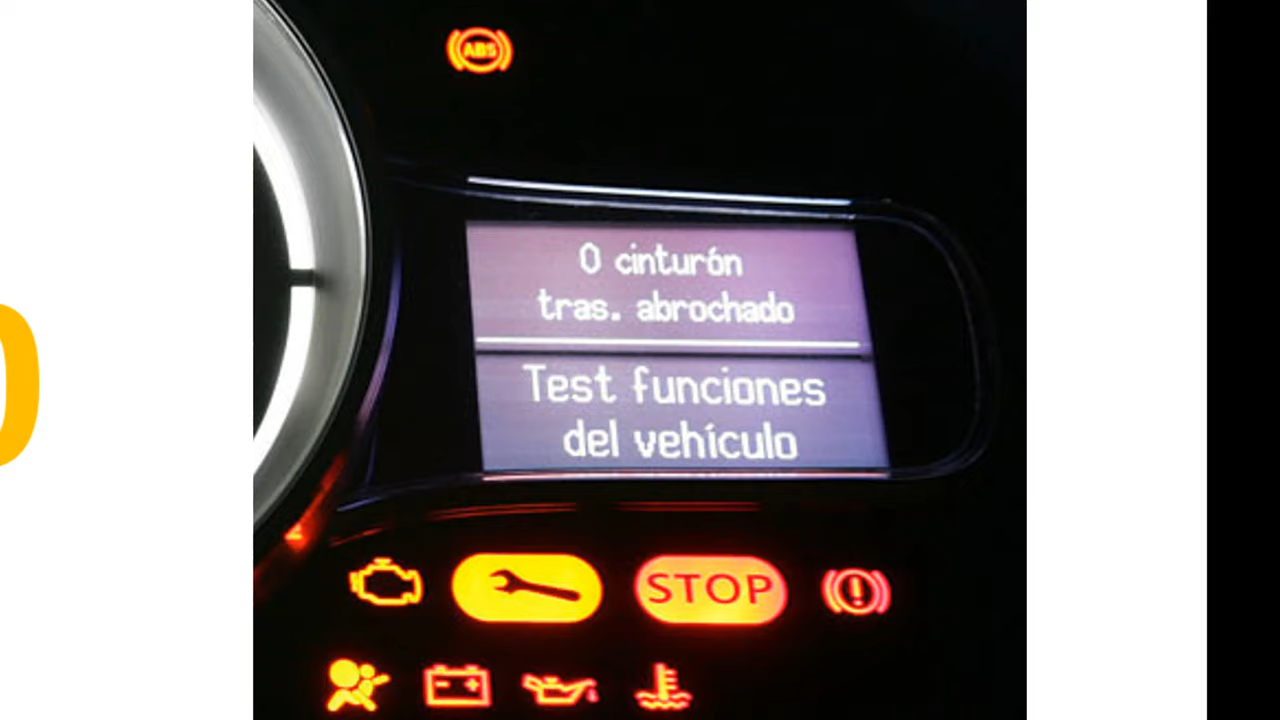 ABS
0 cinturón
tras. abrochado
Test funciones
del vehículo
STOP